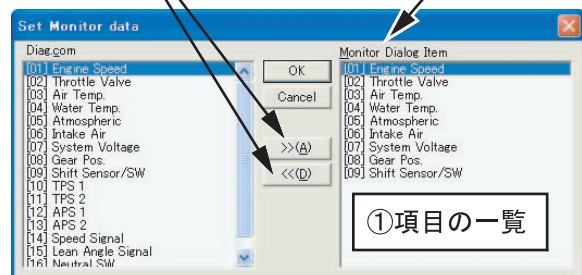 Set Monitor data
Diag.com
[01] Engine Speed
[02] Throttle Valve
[03] Air Temp.
[04] Water Temp.
[05] Atmospheric
[06] Intake Air
[07] System Voltage
[08] Gear Pos.
[09] Shift Sensor/SW
[10] TPS 1
[11] TPS 2
[12] APS 1
[13] APS 2
[14] Speed Signal
[15] Lean Angle Signal
[16] Neutral SW
OK
Cancel
>>(A)
<<(D)
Monitor Dialog Item
[01] Engine Speed
[02] Throttle Valve
[03] Air Temp.
[04] Water Temp.
[05] Atmospheric
[06] Intake Air
[07] System Voltage
[08] Gear Pos.
[09] Shift Sensor/SW
①項目の一覧